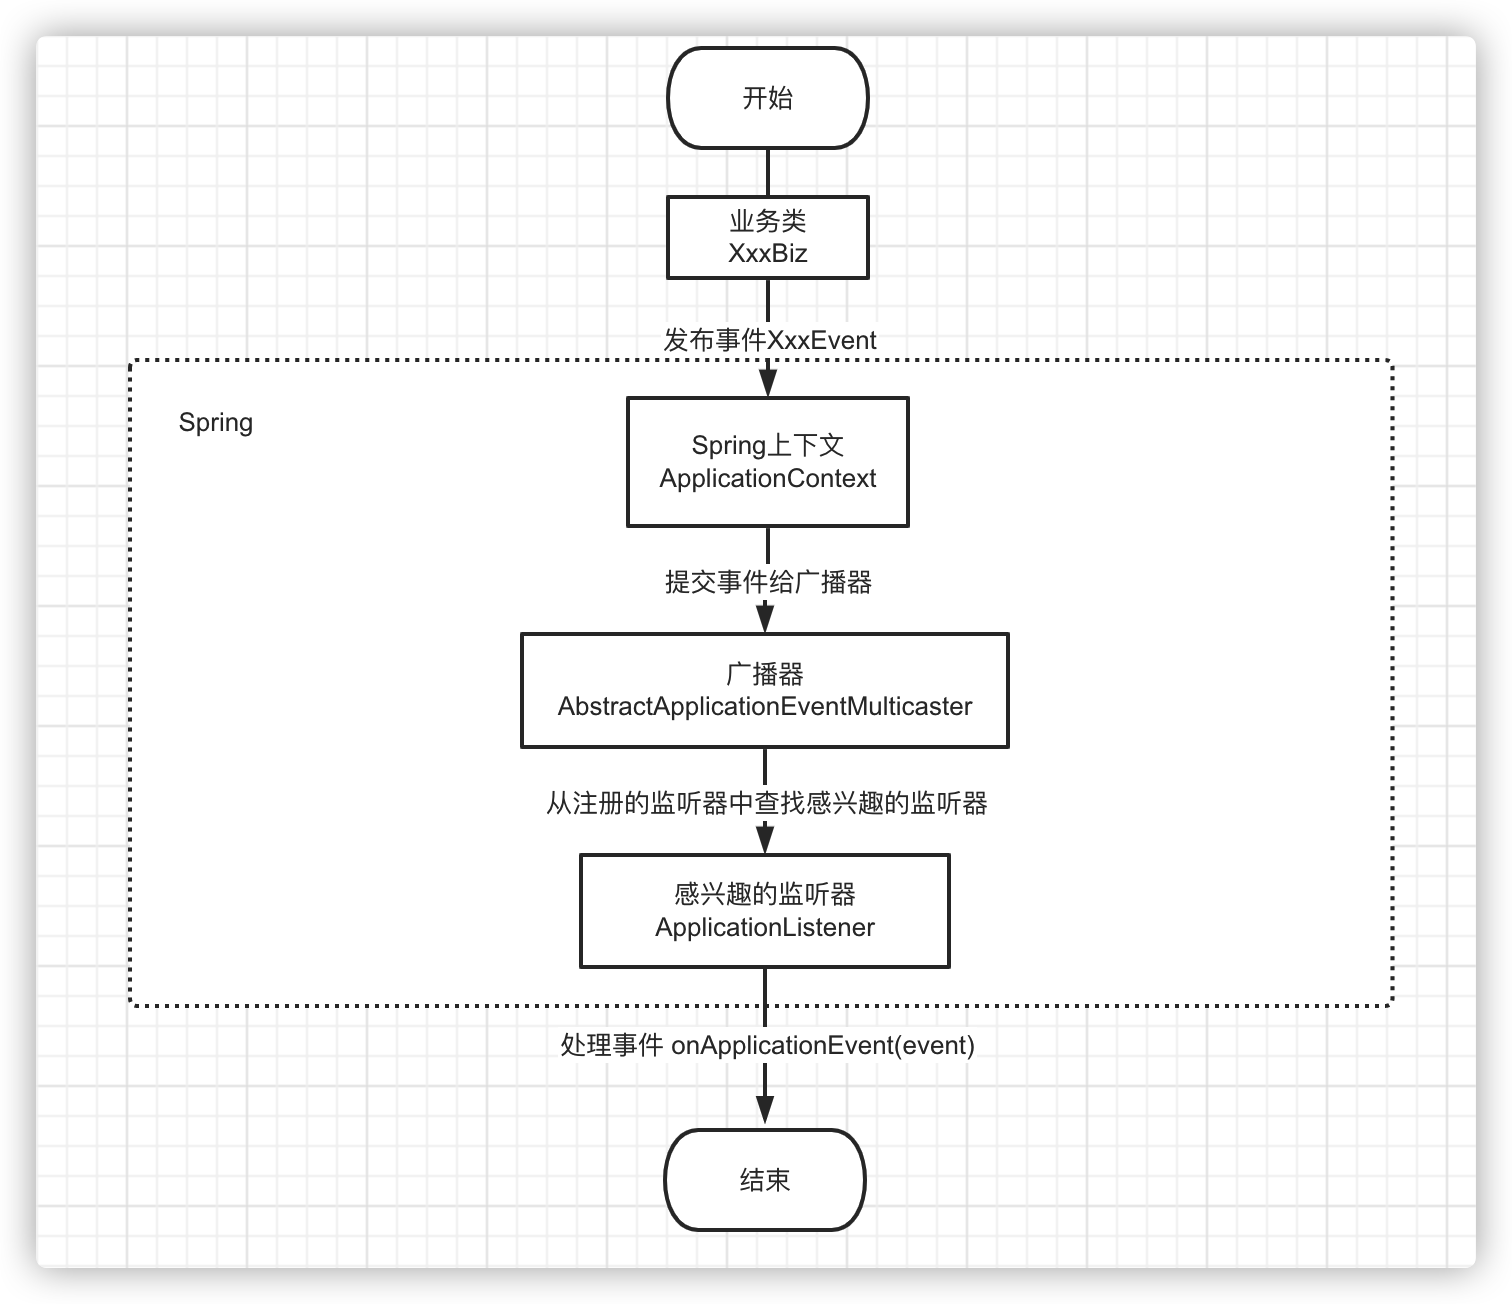 开始
业务类
XxxBiz
发布事件XxxEvent
Spring
Spring上下文
ApplicationContext
提交事件给广播器
广播器
AbstractApplicationEventMulticaster
从注册的监听器中查找感兴趣的监听器
感兴趣的监听器
ApplicationListener
处理事件 onApplicationEvent(event)
结束